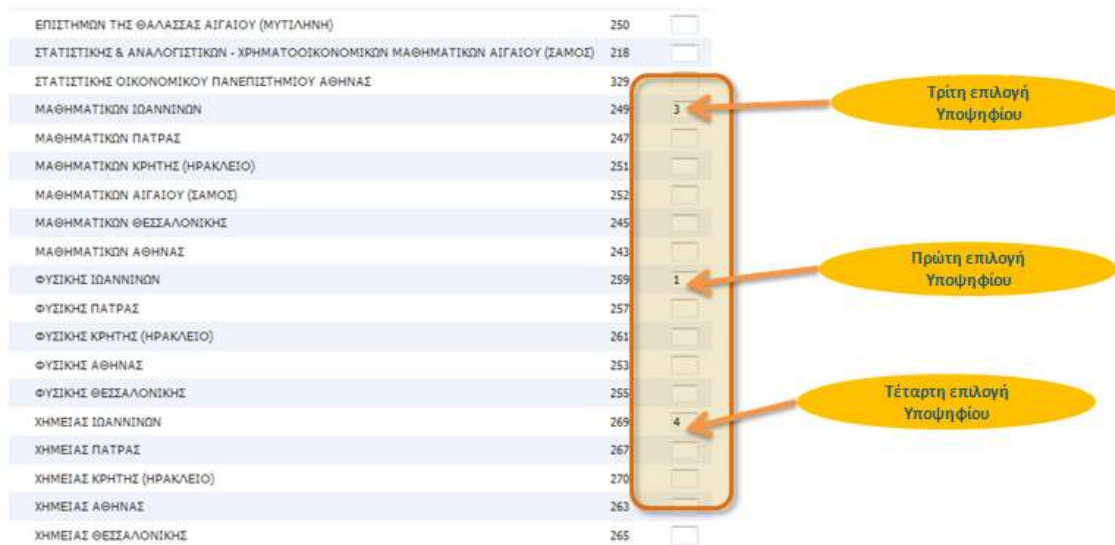 ΕΠΙΣΤΗΜΩΝ ΤΗΣ ΘΑΛΑΣΣΑΣ ΑΙΓΑΙΟΥ (ΜΥΤΙΛΗΝΗ) 250
ΣΤΑΤΙΣΤΙΚΗΣ & ΑΝΑΛΟΓΙΣΤΙΚΩΝ - ΧΡΗΜΑΤΟΟΙΚΟΝΟΜΙΚΩΝ ΜΑΘΗΜΑΤΙΚΩΝ ΑΙΓΑΙΟΥ (ΣΑΜΟΣ) 218
ΣΤΑΤΙΣΤΙΚΗΣ ΟΙΚΟΝΟΜΙΚΟΥ ΠΑΝΕΠΙΣΤΗΜΙΟΥ ΑΘΗΝΑΣ 329
ΜΑΘΗΜΑΤΙΚΩΝ ΙΩΑΝΝΙΝΩΝ 249 3
Τρίτη επιλογή
Υποψηφίου
ΜΑΘΗΜΑΤΙΚΩΝ ΠΑΤΡΑΣ 247
ΜΑΘΗΜΑΤΙΚΩΝ ΚΡΗΤΗΣ (ΗΡΑΚΛΕΙΟ) 251
ΜΑΘΗΜΑΤΙΚΩΝ ΑΙΓΑΙΟΥ (ΣΑΜΟΣ) 252
ΜΑΘΗΜΑΤΙΚΩΝ ΘΕΣΣΑΛΟΝΙΚΗΣ 245
ΜΑΘΗΜΑΤΙΚΩΝ ΑΘΗΝΑΣ 243
ΦΥΣΙΚΗΣ ΙΩΑΝΝΙΝΩΝ 259 1
Πρώτη επιλογή
Υποψηφίου
ΦΥΣΙΚΗΣ ΠΑΤΡΑΣ 257
ΦΥΣΙΚΗΣ ΚΡΗΤΗΣ (ΗΡΑΚΛΕΙΟ) 261
ΦΥΣΙΚΗΣ ΑΘΗΝΑΣ 253
ΦΥΣΙΚΗΣ ΘΕΣΣΑΛΟΝΙΚΗΣ 255
ΧΗΜΕΙΑΣ ΙΩΑΝΝΙΝΩΝ 269 4
Τέταρτη επιλογή
Υποψηφίου
ΧΗΜΕΙΑΣ ΠΑΤΡΑΣ 267
ΧΗΜΕΙΑΣ ΚΡΗΤΗΣ (ΗΡΑΚΛΕΙΟ) 270
ΧΗΜΕΙΑΣ ΑΘΗΝΑΣ 263
ΧΗΜΕΙΑΣ ΘΕΣΣΑΛΟΝΙΚΗΣ 265